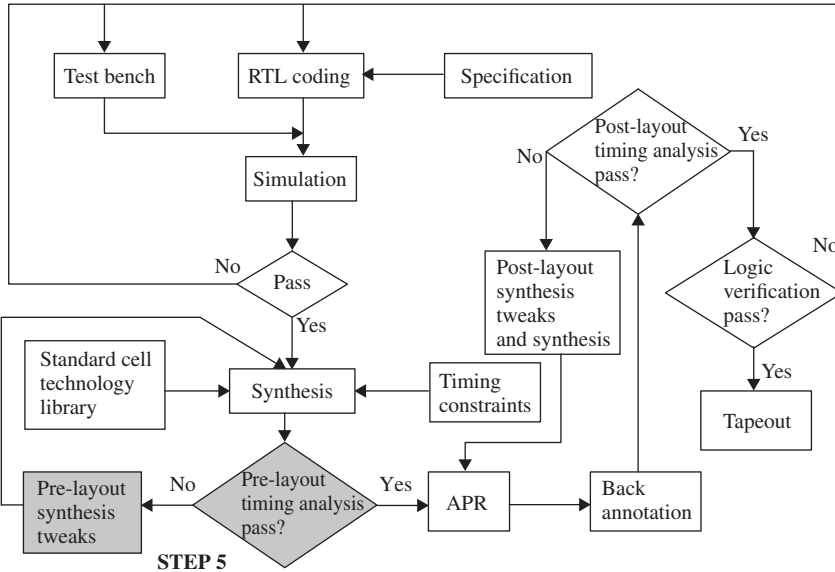 Test bench
RTL coding
Specification
Post-layout
timing analysis
pass?
Yes
No
Simulation
No
Pass
Yes
Post-layout
synthesis
tweaks
and synthesis
Logic
verification
pass?
No
Yes
Tapeout
Standard cell
technology
library
Synthesis
Timing
constraints
Pre-layout
synthesis
tweaks
No
Pre-layout
timing analysis
pass?
Yes
APR
Back
annotation
STEP 5